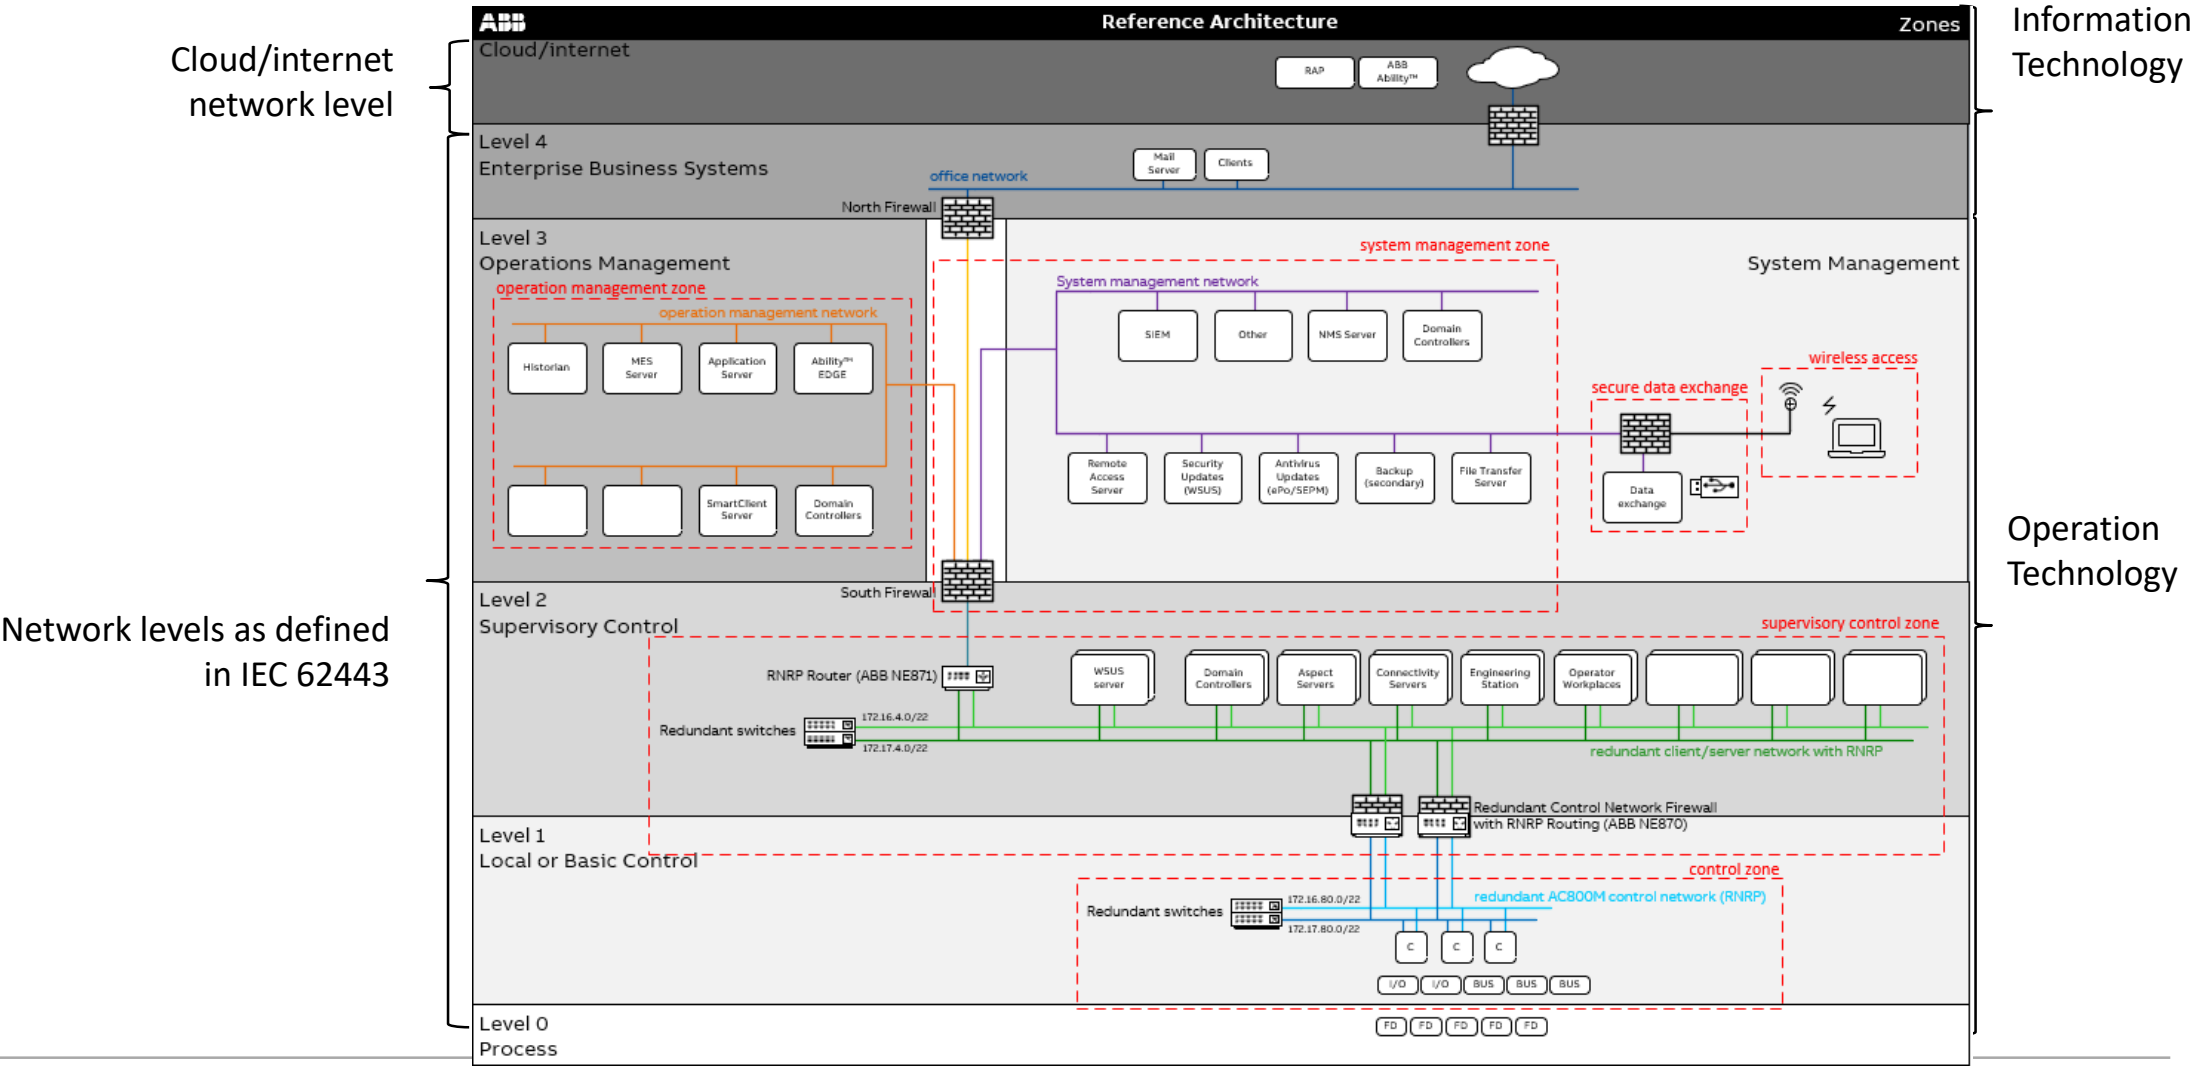 ABB
Reference Architecture
Zones
Information
Technology
Cloud/internet
network level
Cloud/internet
RAP
ABB
Ability™
Level 4
Enterprise Business Systems
Mail
Server
Clients
office network
North Firewall
Level 3
Operations Management
operation management zone
operation management network
Historian
MES
Server
Application
Server
Ability™
EDGE
SmartClient
Server
Domain
Controllers
system management zone
System Management
System management network
SIEM
Other
NMS Server
Domain
Controllers
wireless access
secure data exchange
Remote
Access
Server
Security
Updates
(WSUS)
Antivirus
Updates
(ePo/SEPM)
Backup
(secondary)
File Transfer
Server
Data
exchange
Operation
Technology
South Firewall
Level 2
Supervisory Control
supervisory control zone
Network levels as defined
in IEC 62443
RNRP Router (ABB NE871)
WSUS
server
Domain
Controllers
Aspect
Servers
Connectivity
Servers
Engineering
Station
Operator
Workplaces
Redundant switches
172.16.4.0/22
172.17.4.0/22
redundant client/server network with RNRP
Redundant Control Network Firewall
with RNRP Routing (ABB NE870)
Level 1
Local or Basic Control
control zone
redundant AC800M control network (RNRP)
Redundant switches
172.16.80.0/22
172.17.80.0/22
C
C
C
I/O
I/O
BUS
BUS
BUS
Level 0
Process
FD
FD
FD
FD
FD